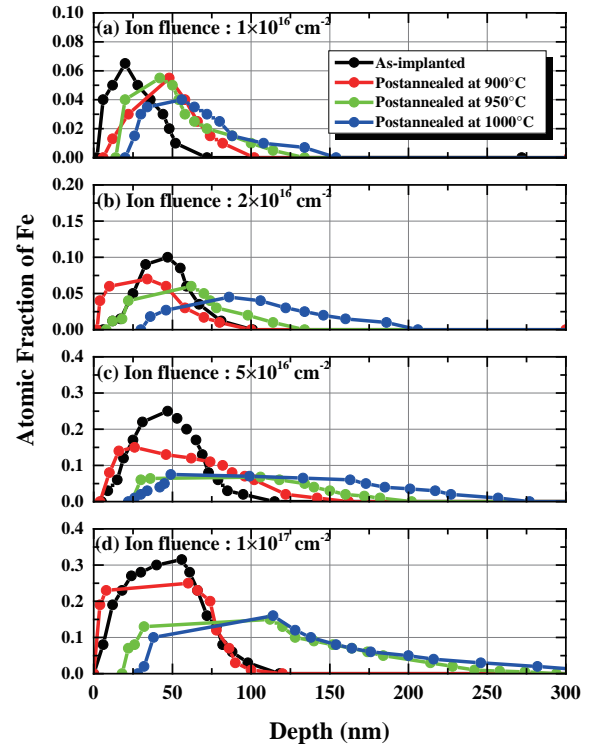 (a) Ion fluence : 1×10¹⁶ cm⁻²
As-implanted
Postannealed at 900°C
Postannealed at 950°C
Postannealed at 1000°C
0.10
0.08
0.06
0.04
0.02
0.00
(b) Ion fluence : 2×10¹⁶ cm⁻²
0.20
0.15
0.10
0.05
0.00
(c) Ion fluence : 5×10¹⁶ cm⁻²
0.4
0.3
0.2
0.1
0.0
(d) Ion fluence : 1×10¹⁷ cm⁻²
0.4
0.3
0.2
0.1
0.0
0 50 100 150 200 250 300
Depth (nm)
Atomic Fraction of Fe